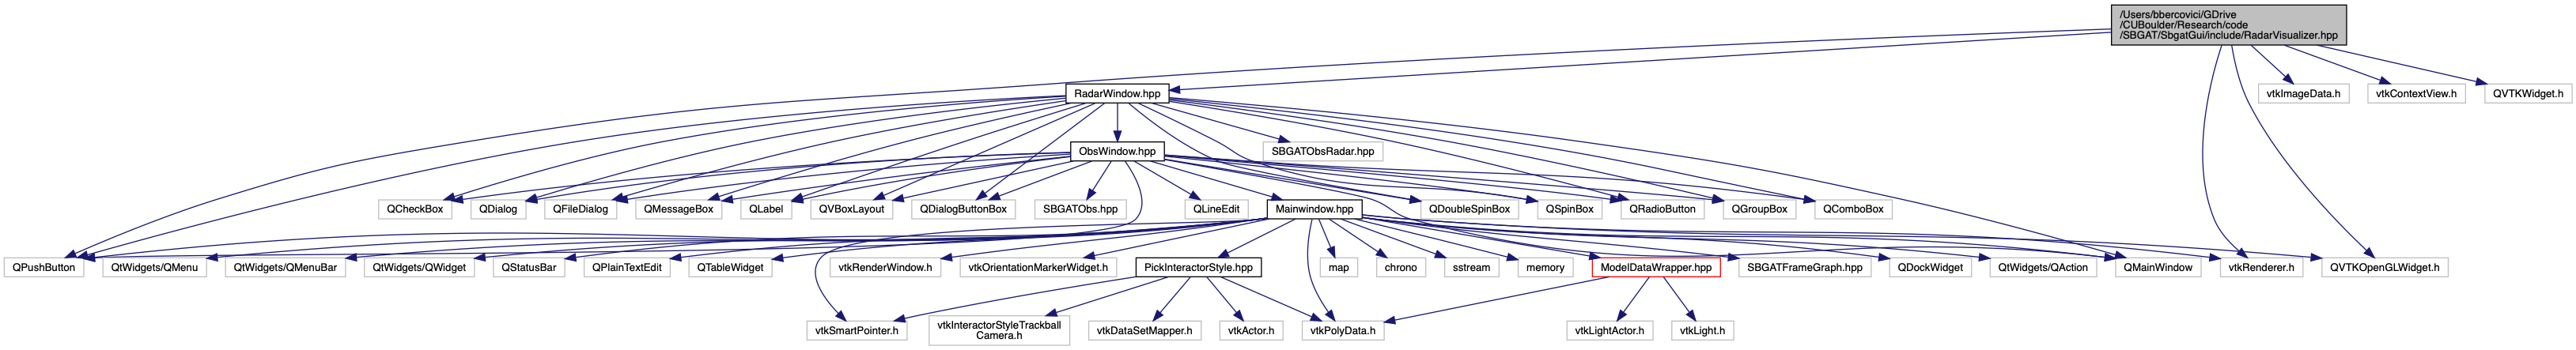 /Users/bbercovici/GDrive
/CUBoulder/Research/code
/SBGAT/SbgatGui/include/RadarVisualizer.hpp
RadarWindow.hpp
vtkImageData.h
vtkContextView.h
QVTKWidget.h
ObsWindow.hpp
SBGATObsRadar.hpp
QCheckBox
QDialog
QFileDialog
QMessageBox
QLabel
QVBoxLayout
QDialogButtonBox
SBGATObs.hpp
QLineEdit
Mainwindow.hpp
QDoubleSpinBox
QSpinBox
QRadioButton
QGroupBox
QComboBox
QPushButton
QtWidgets/QMenu
QtWidgets/QMenuBar
QtWidgets/QWidget
QStatusBar
QPlainTextEdit
QTableWidget
vtkRenderWindow.h
vtkOrientationMarkerWidget.h
PickInteractorStyle.hpp
map
chrono
sstream
memory
ModelDataWrapper.hpp
SBGATFrameGraph.hpp
QDockWidget
QtWidgets/QAction
QMainWindow
vtkRenderer.h
QVTKOpenGLWidget.h
vtkSmartPointer.h
vtkInteractorStyleTrackball
Camera.h
vtkDataSetMapper.h
vtkActor.h
vtkPolyData.h
vtkLightActor.h
vtkLight.h